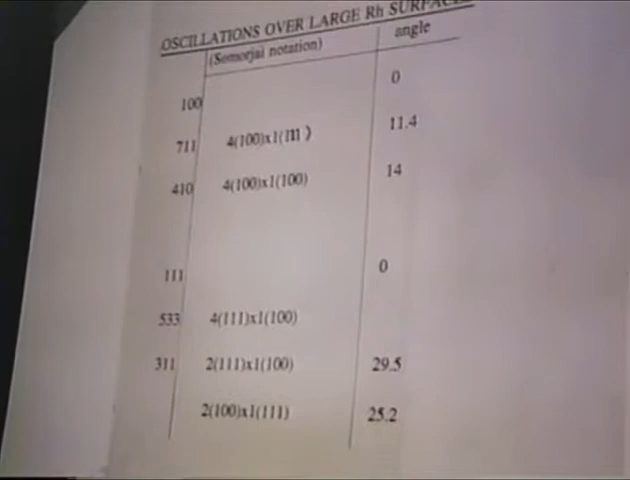 OSCILLATIONS OVER LARGE Rh SURFACES
(Somorjai notation) angle
100 0
711 4(100)x1(111) 11.4
410 4(100)x1(100) 14
111 0
533 4(111)x1(100)
311 2(111)x1(100) 29.5
2(100)x1(111) 25.2